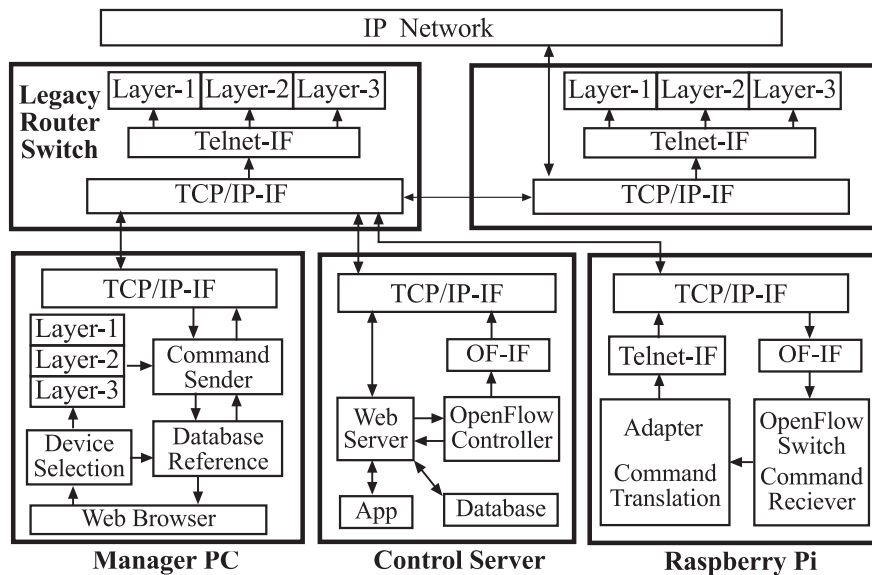 IP Network
Legacy
Router
Switch
Layer-1 Layer-2 Layer-3
Telnet-IF
TCP/IP-IF
Layer-1 Layer-2 Layer-3
Telnet-IF
TCP/IP-IF
TCP/IP-IF
Layer-1
Layer-2
Layer-3
Command
Sender
Device
Selection
Database
Reference
Web Browser
Manager PC
TCP/IP-IF
OF-IF
Web
Server
OpenFlow
Controller
App
Database
Control Server
TCP/IP-IF
Telnet-IF
OF-IF
Adapter
Command
Translation
OpenFlow
Switch
Command
Reciever
Raspberry Pi